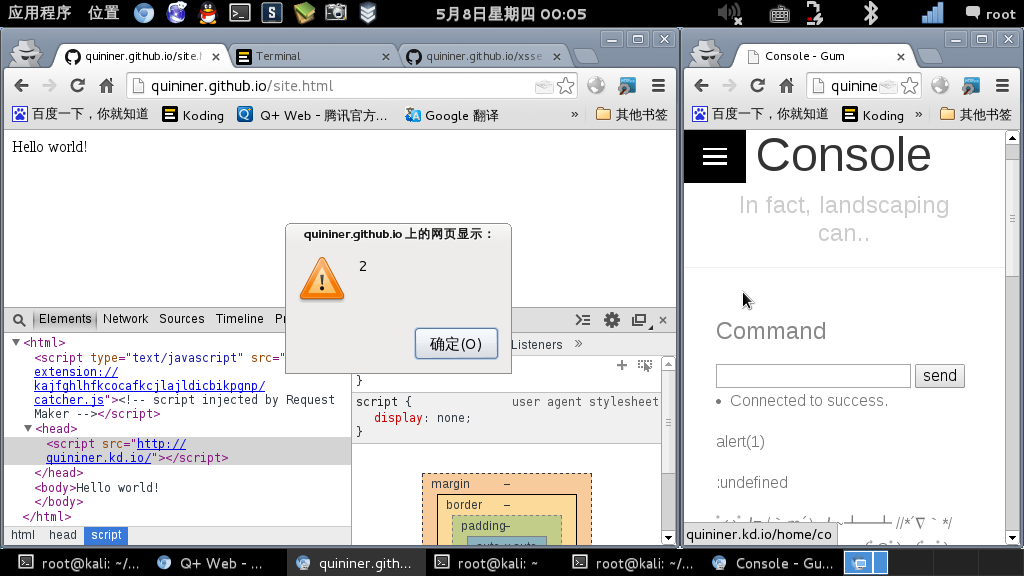 应用程序 位置 5月8日星期四 00:05 root
quininer.github.io/site.h Terminal quininer.github.io/xsse
quininer.github.io/site.html
百度一下，你就知道 Koding Q+ Web - 腾讯官方... Google 翻译 » 其他书签
Hello world!
quininer.github.io 上的网页显示：
2
确定(O)
Elements Network Sources Timeline
<html>
<script type="text/javascript" src="
extension://
kajfghlhfkcocafkcjlajldicbikpgnp/
catcher.js"><!-- script injected by Request
Maker --></script>
<head>
<script src="http://
quininer.kd.io/"></script>
</head>
<body>Hello world!
</body>
</html>
html head script
Listeners »
}
script { user agent stylesheet
display: none;
}
margin –
border –
padding–
Console - Gum
quinine
百度一下，你就知道 Koding » 其他书签
Console
In fact, landscaping
can..
Command
send
• Connected to success.
alert(1)
:undefined
quininer.kd.io/home/co
root@kali: ~/... Q+ Web - ... quininer.gith... root@kali: ~ root@kali: ~/... Console - Gu...